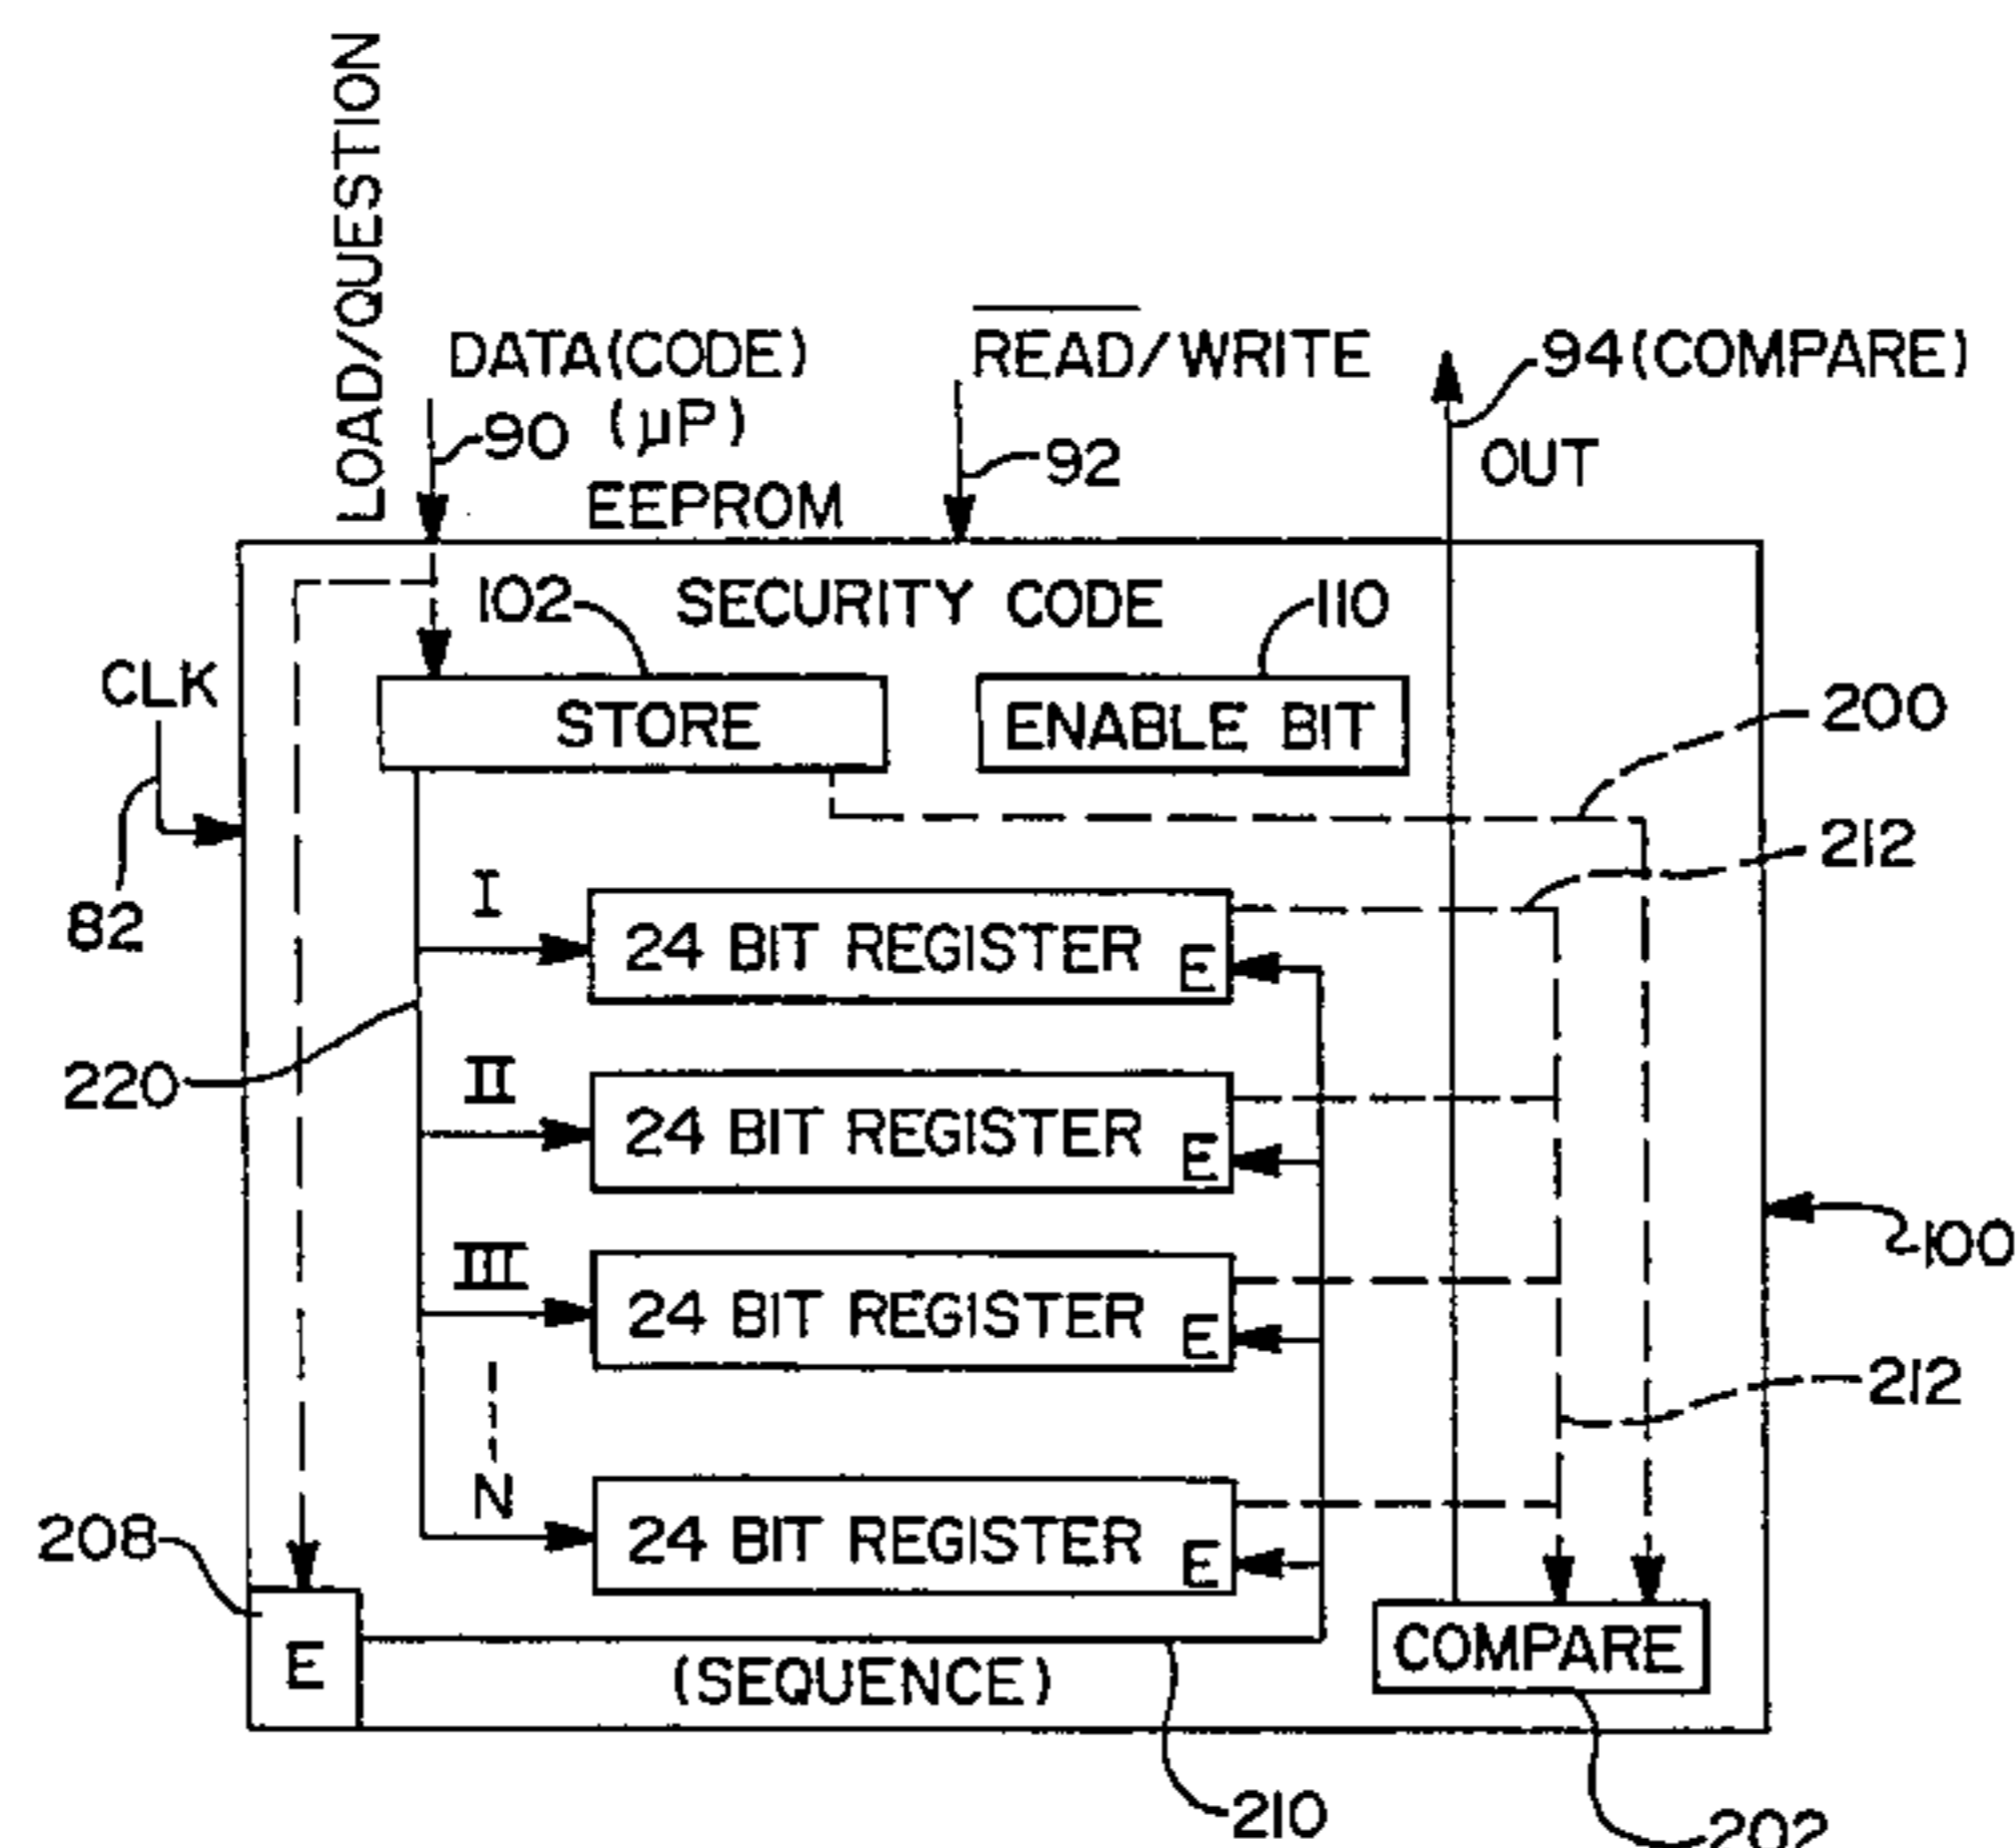 LOAD/QUESTION
DATA(CODE)
READ/WRITE
94(COMPARE)
90 (µP)
92
OUT
EEPROM
102
SECURITY CODE
110
CLK
STORE
ENABLE BIT
200
212
82
I
24 BIT REGISTER E
220
II
24 BIT REGISTER E
100
III
24 BIT REGISTER E
212
N
24 BIT REGISTER E
208
E
(SEQUENCE)
COMPARE
210
202